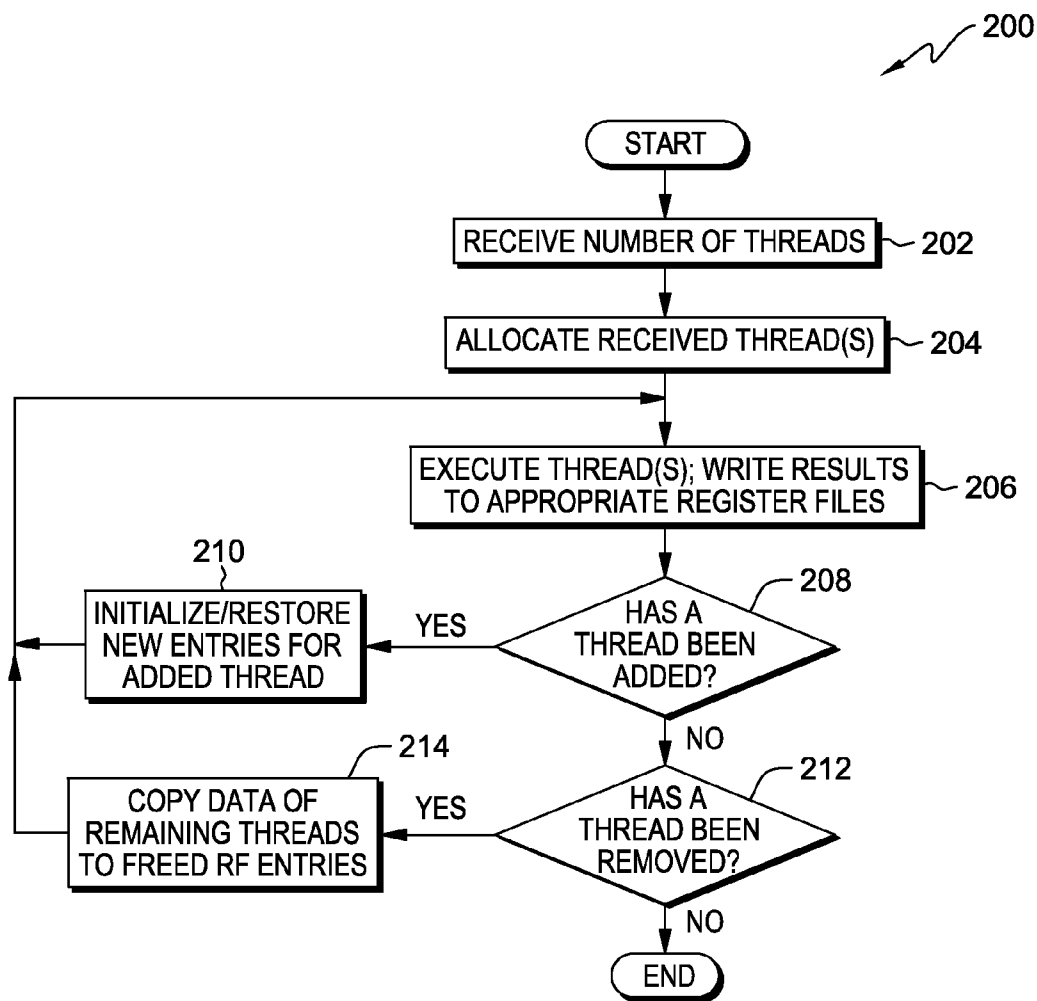 200
START
RECEIVE NUMBER OF THREADS
202
ALLOCATE RECEIVED THREAD(S)
204
EXECUTE THREAD(S); WRITE RESULTS
TO APPROPRIATE REGISTER FILES
206
210
INITIALIZE/RESTORE
NEW ENTRIES FOR
ADDED THREAD
YES
208
HAS A
THREAD BEEN
ADDED?
NO
214
COPY DATA OF
REMAINING THREADS
TO FREED RF ENTRIES
YES
212
HAS A
THREAD BEEN
REMOVED?
NO
END